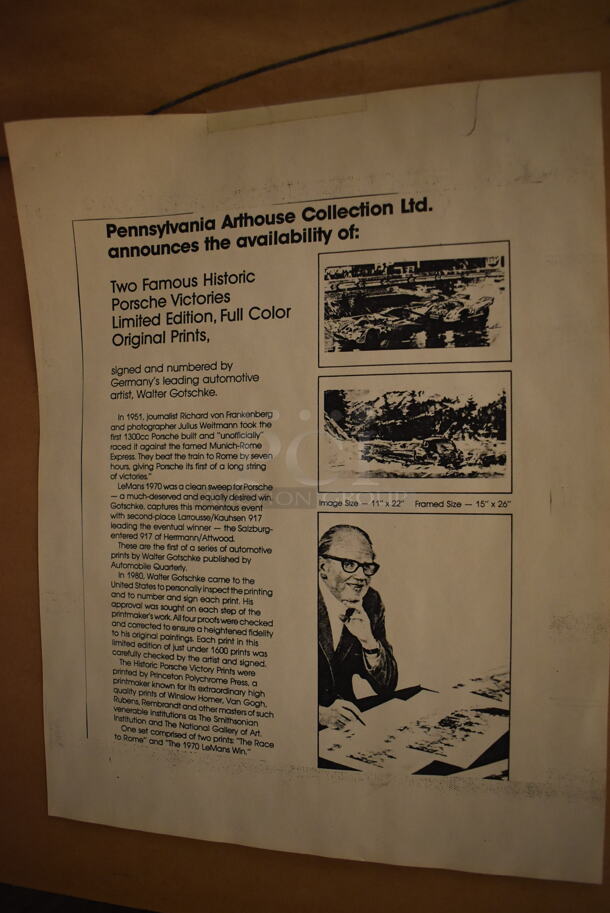 Pennsylvania Arthouse Collection Ltd.
announces the availability of:
Two Famous Historic
Porsche Victories
Limited Edition, Full Color
Original Prints,
signed and numbered by
Germany's leading automotive
artist, Walter Gotschke.
In 1951, journalist Richard von Frankenberg
and photographer Julius Weitmann took the
first 1300cc Porsche built and "unofficially"
raced it against the famed Munich-Rome
Express. They beat the train to Rome by seven
hours, giving Porsche its first of a long string
of victories."
LeMans 1970 was a clean sweep for Porsche
— a much-deserved and equally desired win.
Gotschke, captures this momentous event
with second-place Larrousse/Kauhsen 917
leading the eventual winner — the Salzburg-
entered 917 of Herrmann/Attwood.
These are the first of a series of automotive
prints by Walter Gotschke published by
Automobile Quarterly.
In 1980, Walter Gotschke came to the
United States to personally inspect the printing
and to number and sign each print. His
approval was sought on each step of the
printmaker's work. All four proofs were checked
and corrected to ensure a heightened fidelity
to his original paintings. Each print in this
limited edition of just under 1600 prints was
carefully checked by the artist and signed.
The Historic Porsche Victory Prints were
printed by Princeton Polychrome Press, a
printmaker known for its extraordinary high
quality prints of Winslow Homer, Van Gogh,
Rubens, Rembrandt and other masters of such
venerable institutions as The Smithsonian
Institution and The National Gallery of Art.
One set comprised of two prints: "The Race
to Rome" and "The 1970 LeMans Win."
Image Size — 11" x 22" Framed Size — 15" x 26"